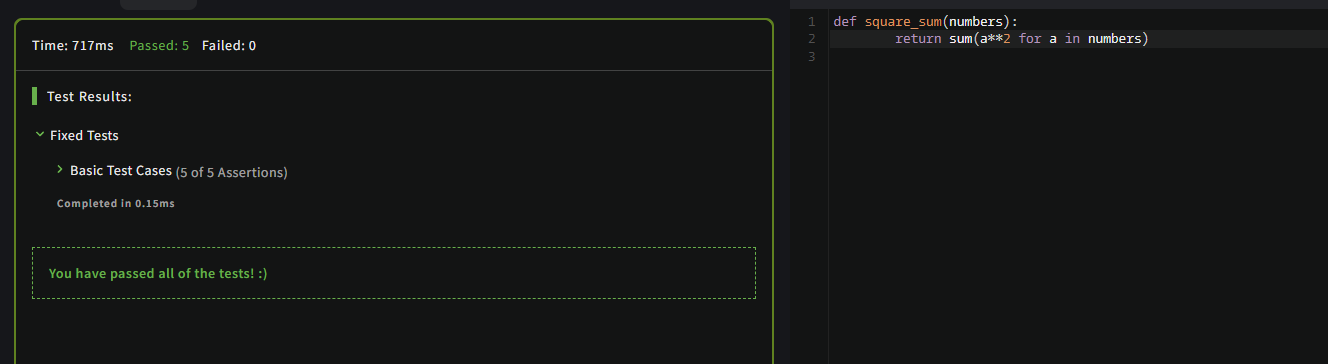 Time: 717ms Passed: 5 Failed: 0
Test Results:
Fixed Tests
Basic Test Cases (5 of 5 Assertions)
Completed in 0.15ms
You have passed all of the tests! :)
1 def square_sum(numbers):
2 return sum(a**2 for a in numbers)
3